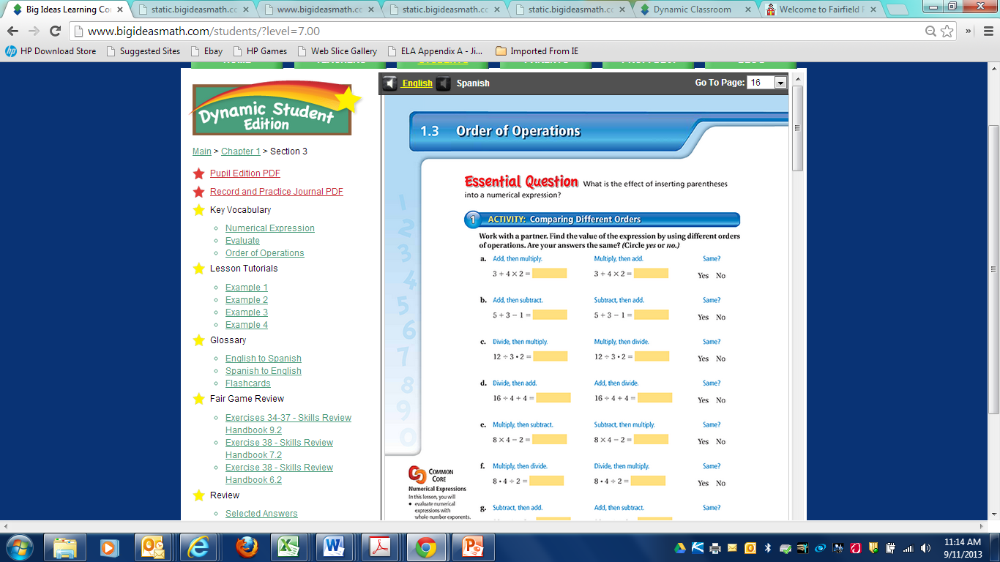 Big Ideas Learning Co
static.bigideasmath.co
www.bigideasmath.co
static.bigideasmath.co
static.bigideasmath.co
Dynamic Classroom
Welcome to Fairfield
www.bigideasmath.com/students/?level=7.00
HP Download Store
Suggested Sites
Ebay
HP Games
Web Slice Gallery
ELA Appendix A - Ji...
Imported From IE
Dynamic Student
Edition
Main > Chapter 1 > Section 3
Pupil Edition PDF
Record and Practice Journal PDF
Key Vocabulary
Numerical Expression
Evaluate
Order of Operations
Lesson Tutorials
Example 1
Example 2
Example 3
Example 4
Glossary
English to Spanish
Spanish to English
Flashcards
Fair Game Review
Exercises 34-37 - Skills Review
Handbook 9.2
Exercise 38 - Skills Review
Handbook 7.2
Exercise 38 - Skills Review
Handbook 6.2
Review
Selected Answers
English Spanish Go To Page: 16
1.3 Order of Operations
1
2
3
4
5
6
7
8
9
0
Essential Question What is the effect of inserting parentheses
into a numerical expression?
1 ACTIVITY: Comparing Different Orders
Work with a partner. Find the value of the expression by using different orders
of operations. Are your answers the same? (Circle yes or no.)
a. Add, then multiply. Multiply, then add. Same?
3 + 4 × 2 = 3 + 4 × 2 = Yes No
b. Add, then subtract. Subtract, then add. Same?
5 + 3 − 1 = 5 + 3 − 1 = Yes No
c. Divide, then multiply. Multiply, then divide. Same?
12 ÷ 3 • 2 = 12 ÷ 3 • 2 = Yes No
d. Divide, then add. Add, then divide. Same?
16 ÷ 4 + 4 = 16 ÷ 4 + 4 = Yes No
e. Multiply, then subtract. Subtract, then multiply. Same?
8 × 4 − 2 = 8 × 4 − 2 = Yes No
f. Multiply, then divide. Divide, then multiply. Same?
8 • 4 ÷ 2 = 8 • 4 ÷ 2 = Yes No
g. Subtract, then add. Add, then subtract. Same?
COMMON
CORE
Numerical Expressions
In this lesson, you will
• evaluate numerical
expressions with
whole number exponents.
11:14 AM
9/11/2013